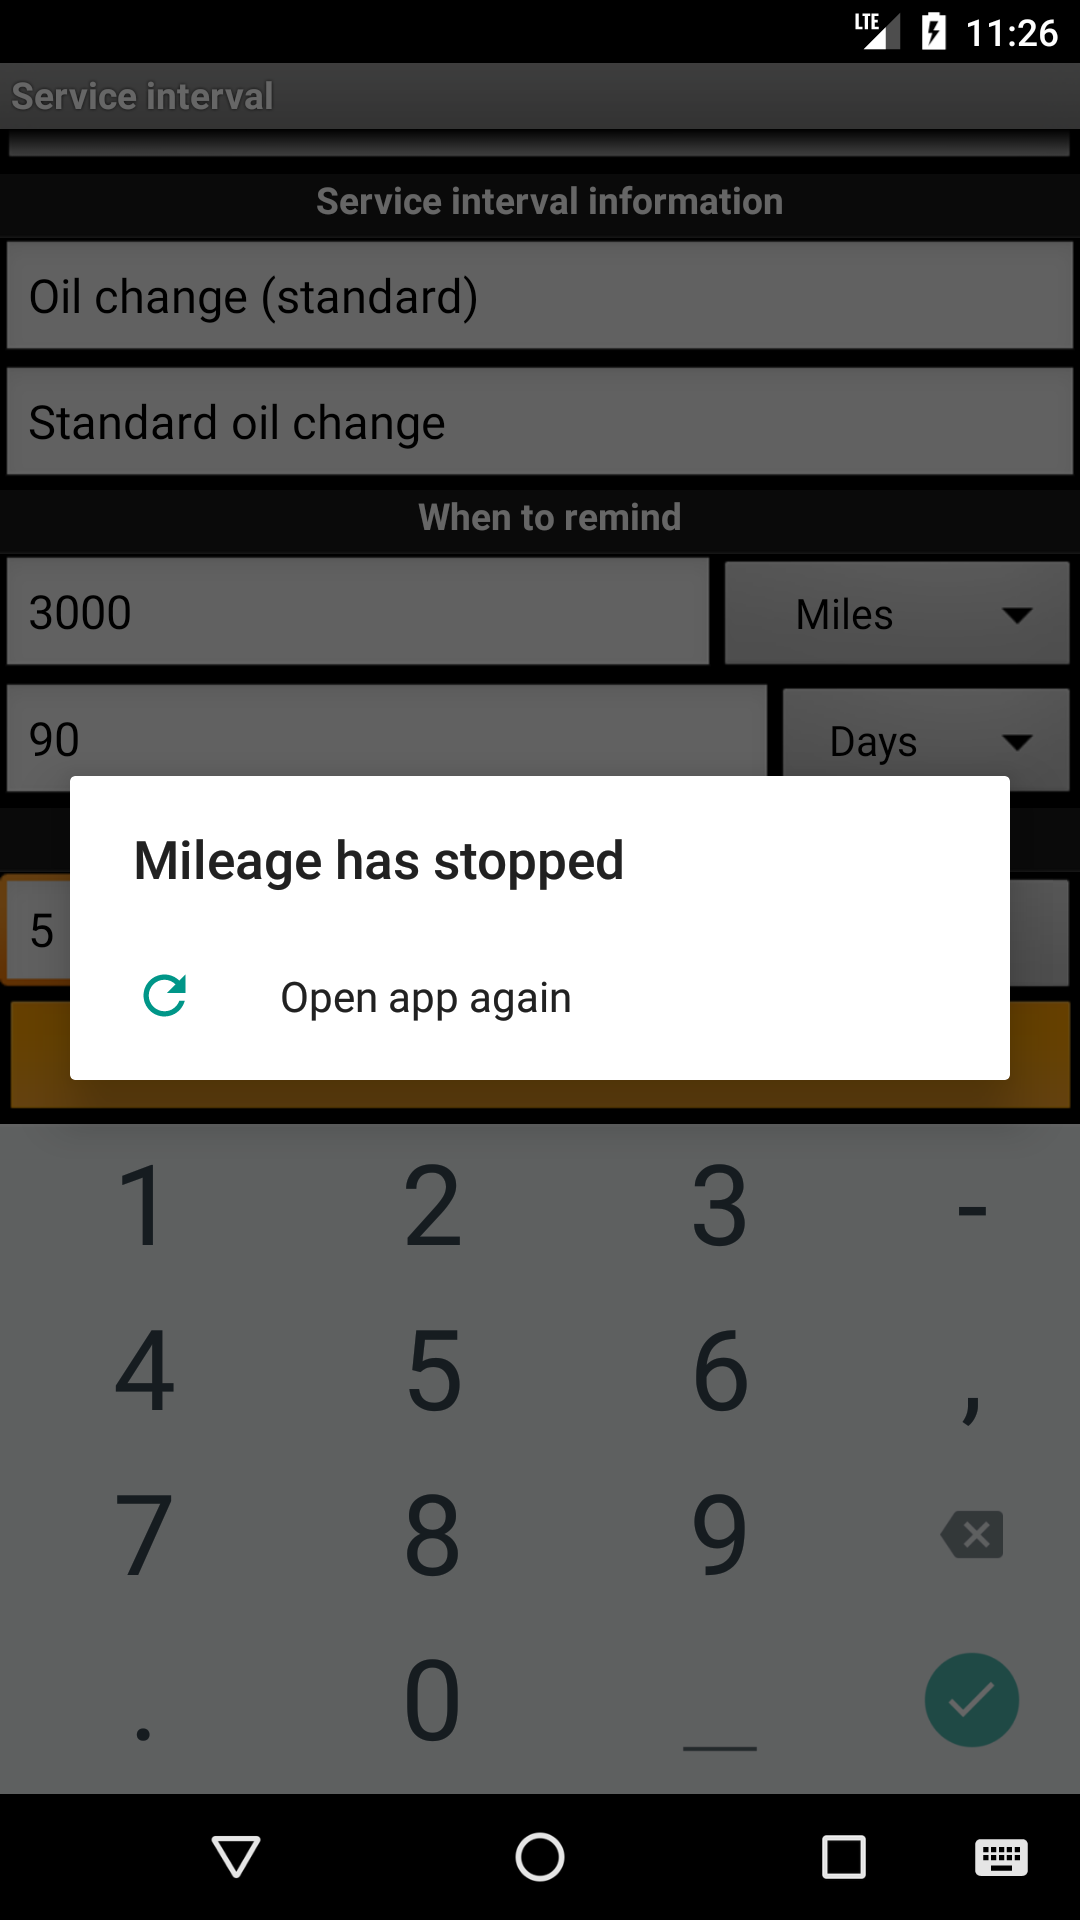 LTE 11:26
Service interval
Service interval information
Oil change (standard)
Standard oil change
When to remind
3000 Miles
90 Days
Mileage has stopped
5
Open app again
1 2 3 -
4 5 6 ,
7 8 9
. 0 _